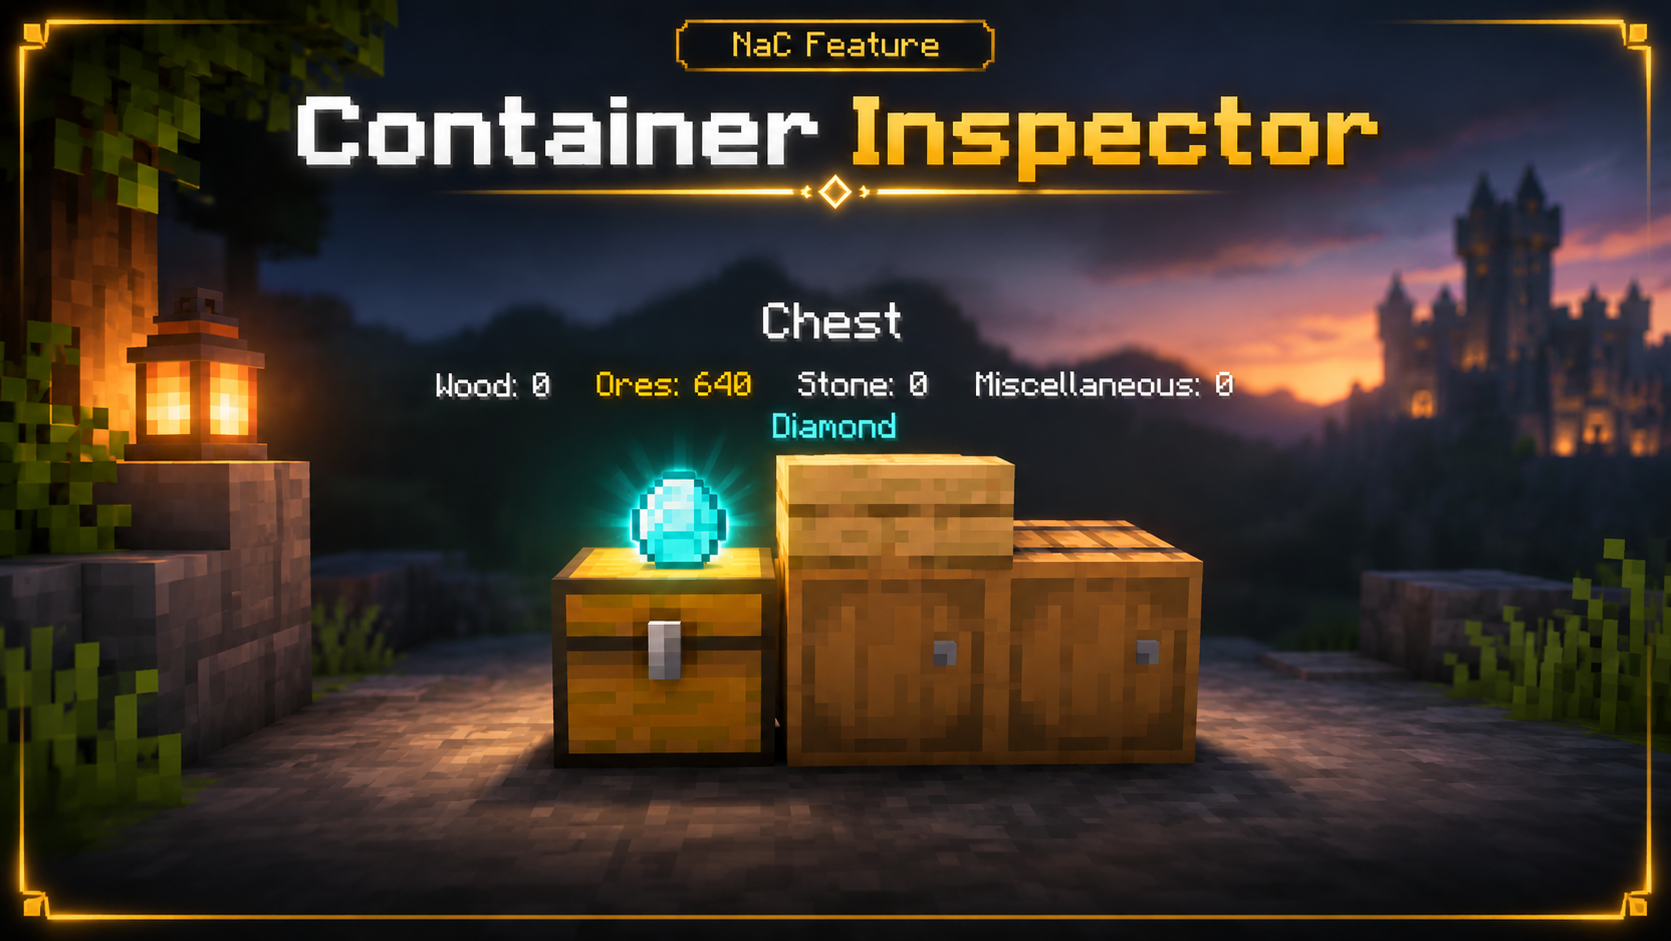 NaC Feature
Container Inspector
Chest
Wood: 0 Ores: 640 Stone: 0 Miscellaneous: 0
Diamond